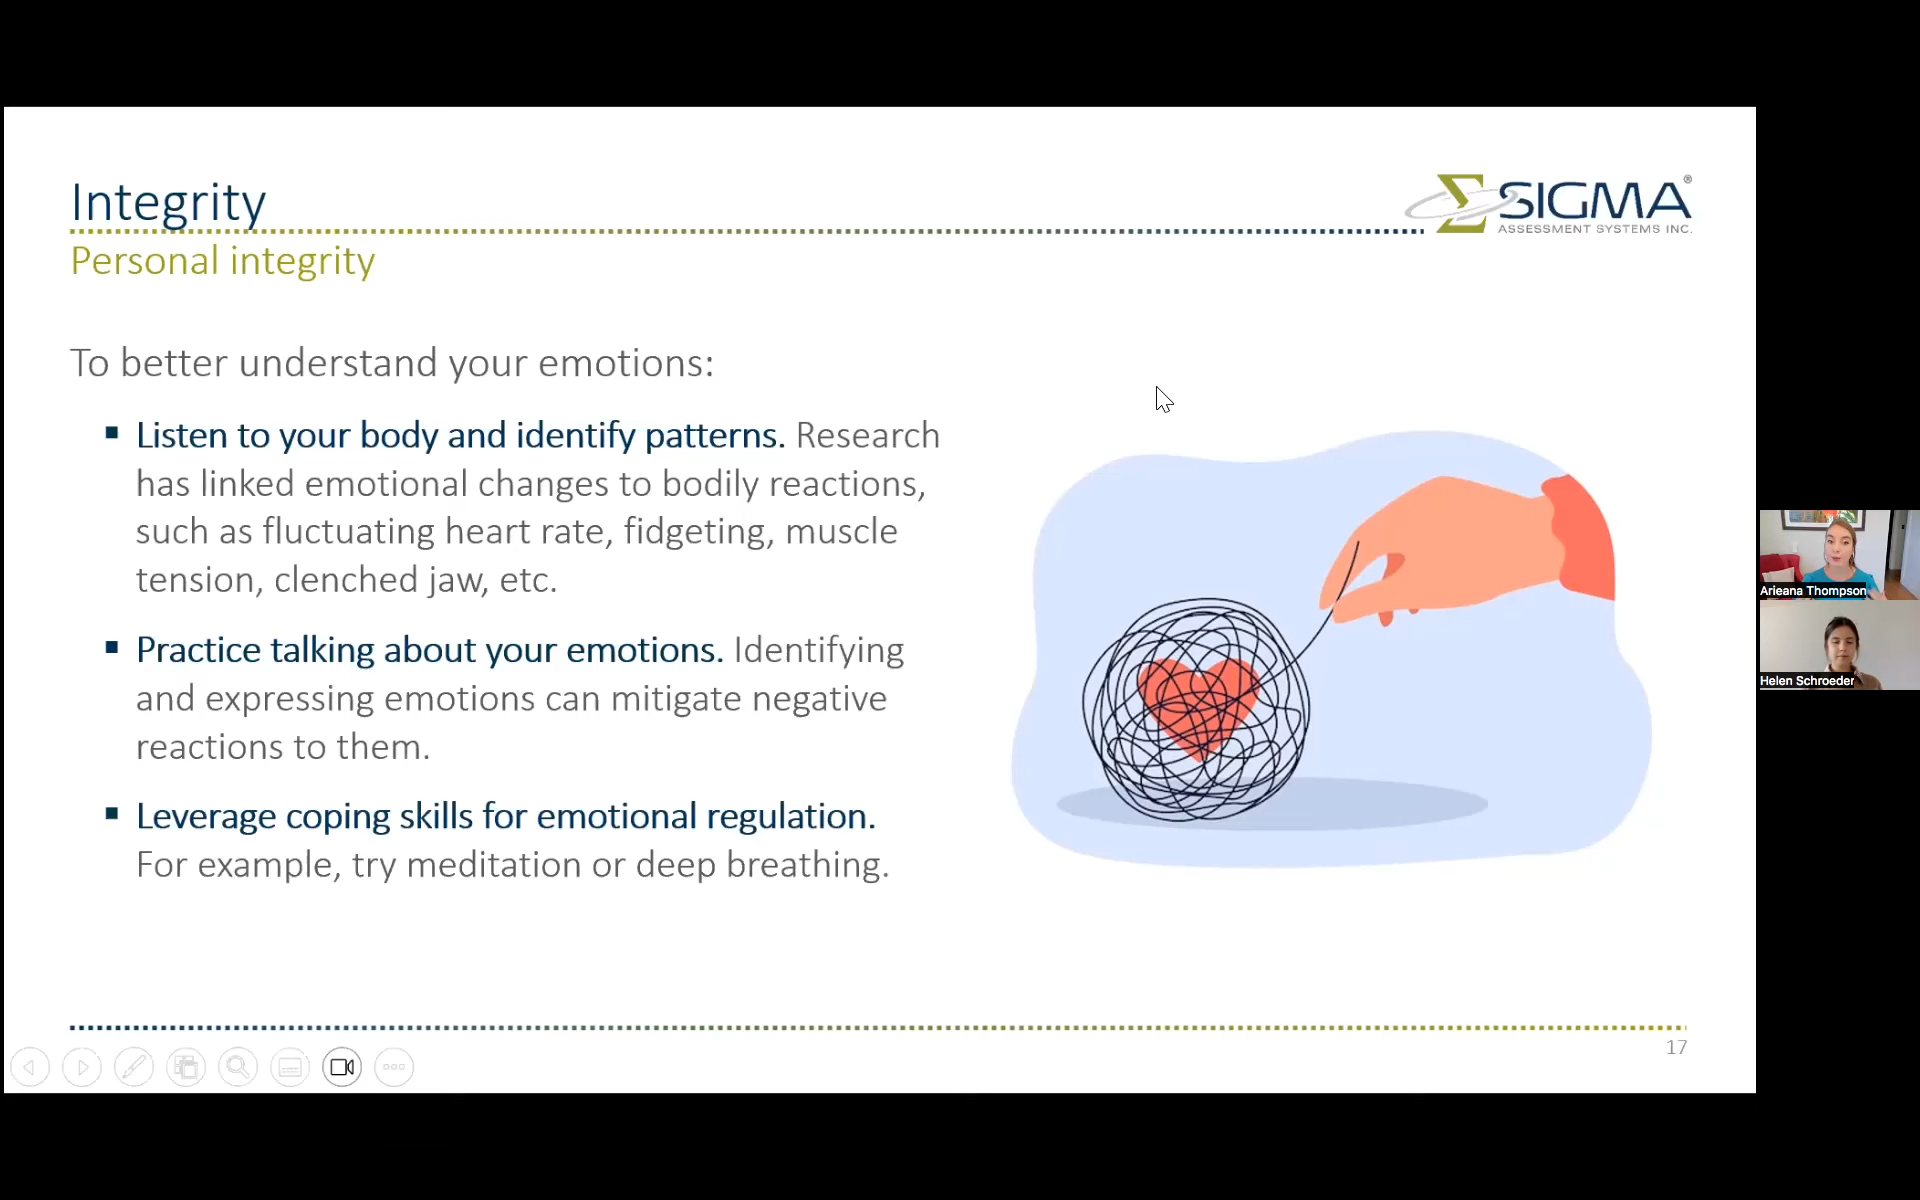 Integrity
Personal integrity
ΣSIGMA®
ASSESSMENT SYSTEMS INC.
To better understand your emotions:
▪ Listen to your body and identify patterns. Research
has linked emotional changes to bodily reactions,
such as fluctuating heart rate, fidgeting, muscle
tension, clenched jaw, etc.
▪ Practice talking about your emotions. Identifying
and expressing emotions can mitigate negative
reactions to them.
▪ Leverage coping skills for emotional regulation.
For example, try meditation or deep breathing.
17
Arieana Thompson
Helen Schroeder